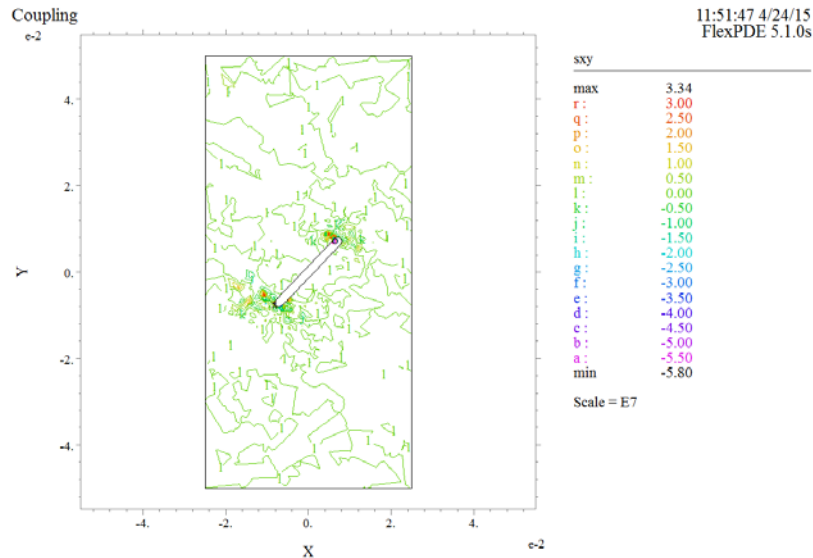 Coupling
11:51:47 4/24/15
FlexPDE 5.1.0s
e-2
sxy
max 3.34
r : 3.00
q : 2.50
p : 2.00
o : 1.50
n : 1.00
m : 0.50
l : 0.00
k : -0.50
j : -1.00
i : -1.50
h : -2.00
g : -2.50
f : -3.00
e : -3.50
d : -4.00
c : -4.50
b : -5.00
a : -5.50
min -5.80
Scale = E7
4.
2.
0.
-2.
-4.
Y
-4. -2. 0. 2. 4.
e-2
X